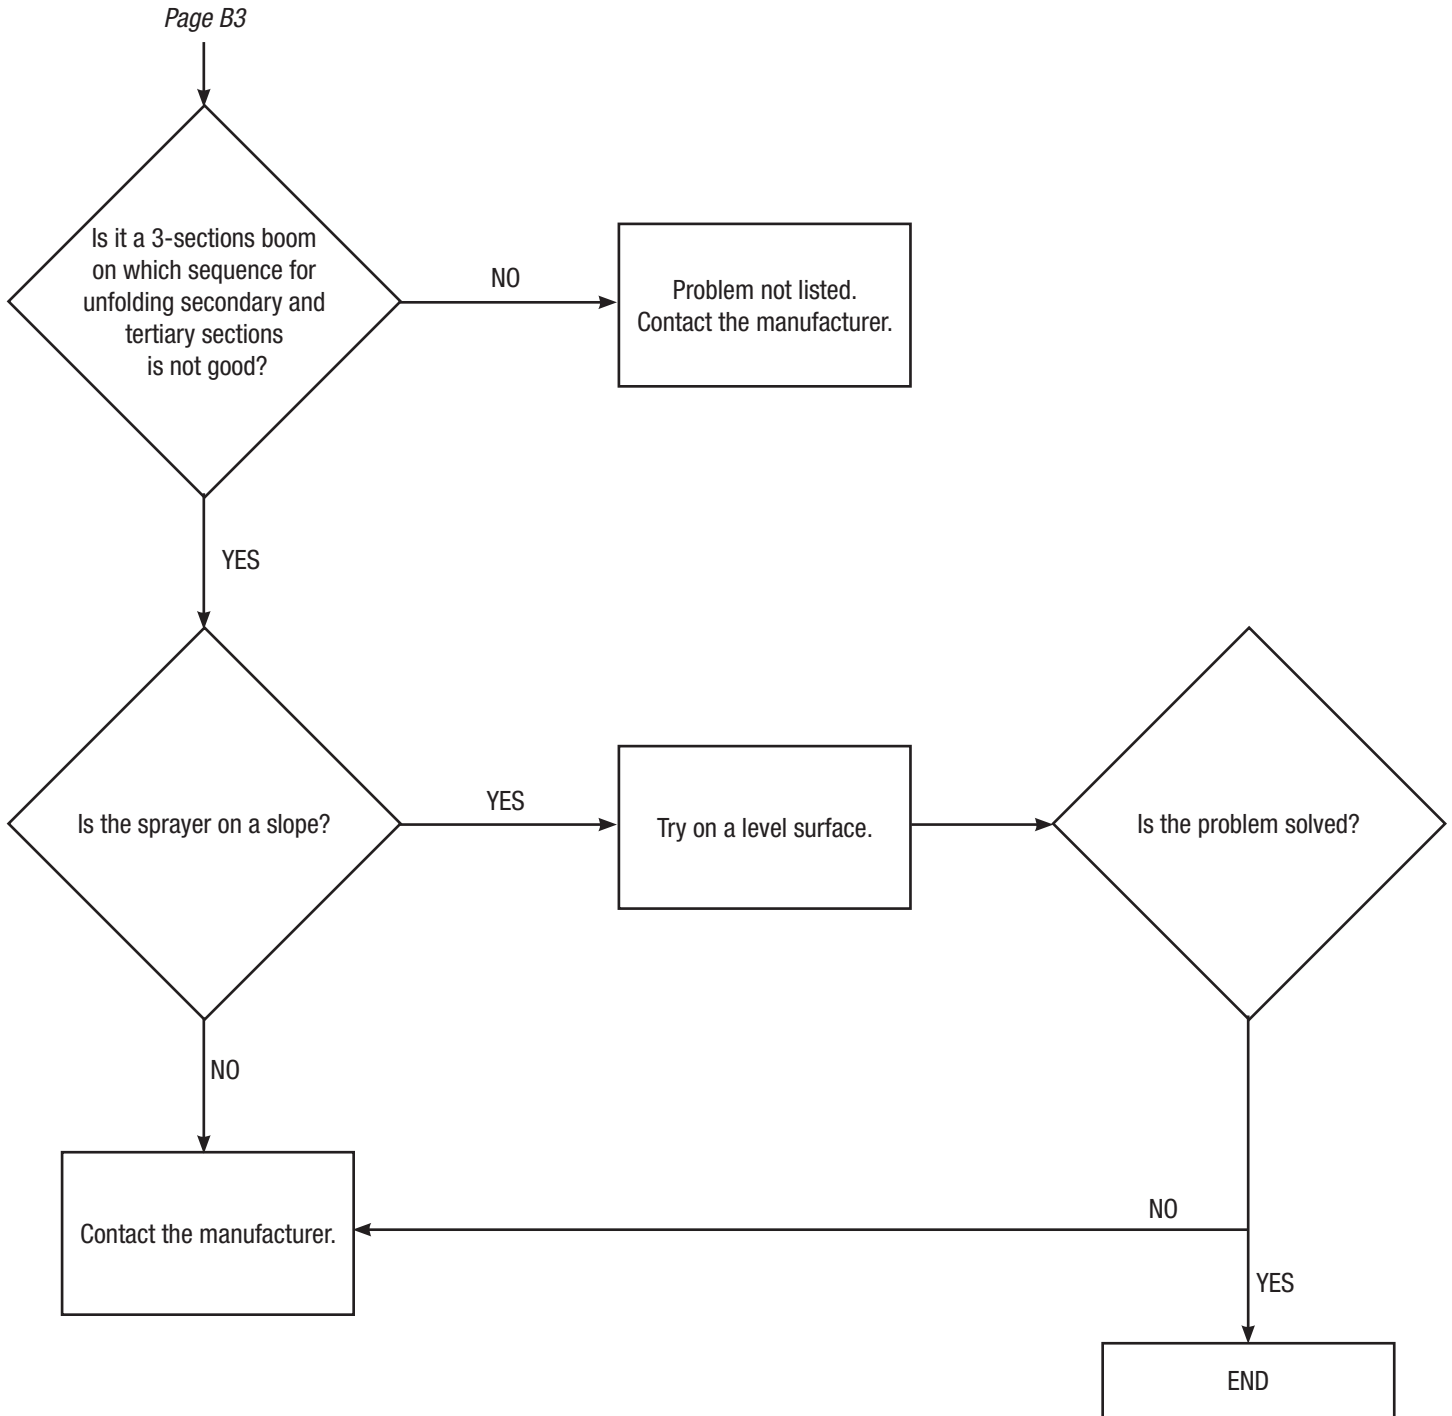 Page B3
Is it a 3-sections boom
on which sequence for
unfolding secondary and
tertiary sections
is not good?
NO
Problem not listed.
Contact the manufacturer.
YES
Is the sprayer on a slope?
YES
Try on a level surface.
Is the problem solved?
NO
Contact the manufacturer.
NO
YES
END